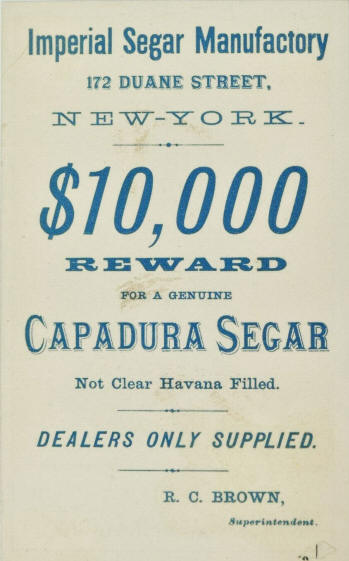 Imperial Segar Manufactory
172 DUANE STREET,
NEW-YORK.
$10,000
REWARD
FOR A GENUINE
CAPADURA SEGAR
Not Clear Havana Filled.
DEALERS ONLY SUPPLIED.
R. C. BROWN,
Superintendent.